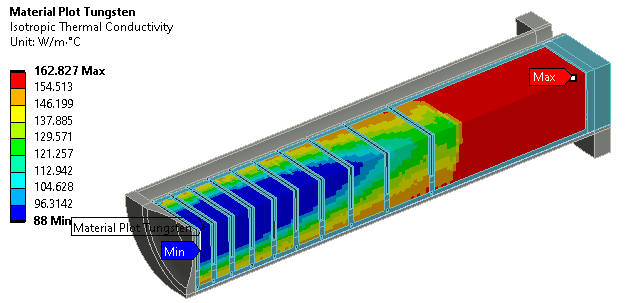 Material Plot Tungsten
Isotropic Thermal Conductivity
Unit: W/m·°C
162.827 Max
154.513
146.199
137.885
129.571
121.257
112.942
104.628
96.3142
88 Min
Max
Material Plot Tungsten
Min